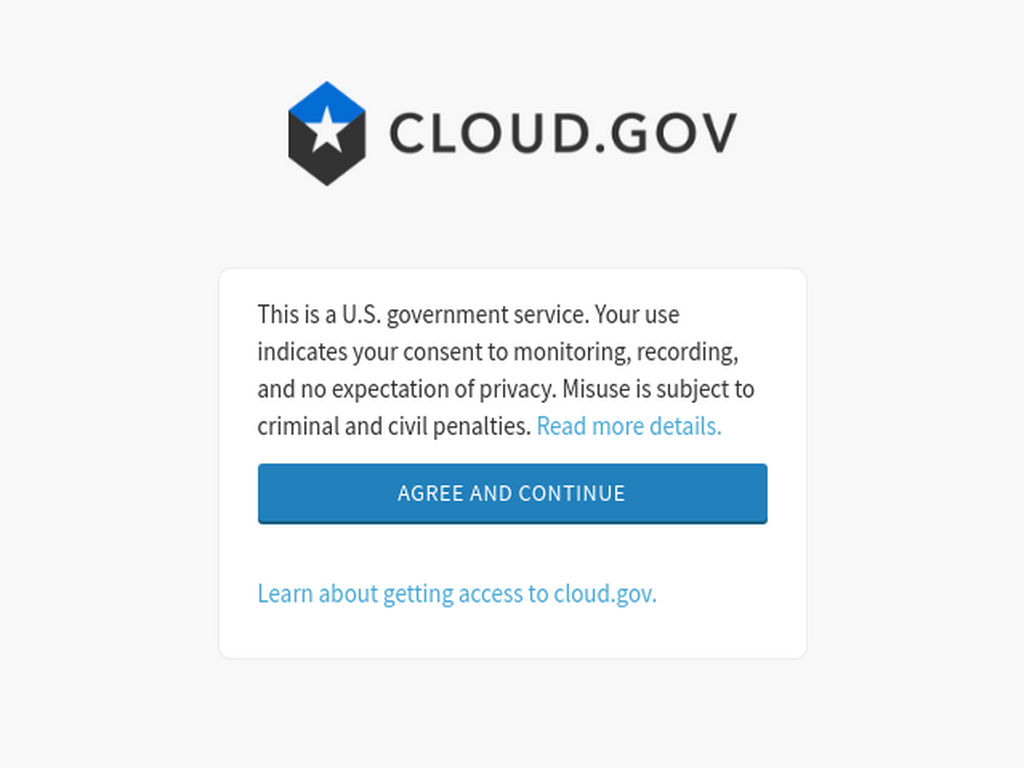 CLOUD.GOV
This is a U.S. government service. Your use
indicates your consent to monitoring, recording,
and no expectation of privacy. Misuse is subject to
criminal and civil penalties. Read more details.
AGREE AND CONTINUE
Learn about getting access to cloud.gov.